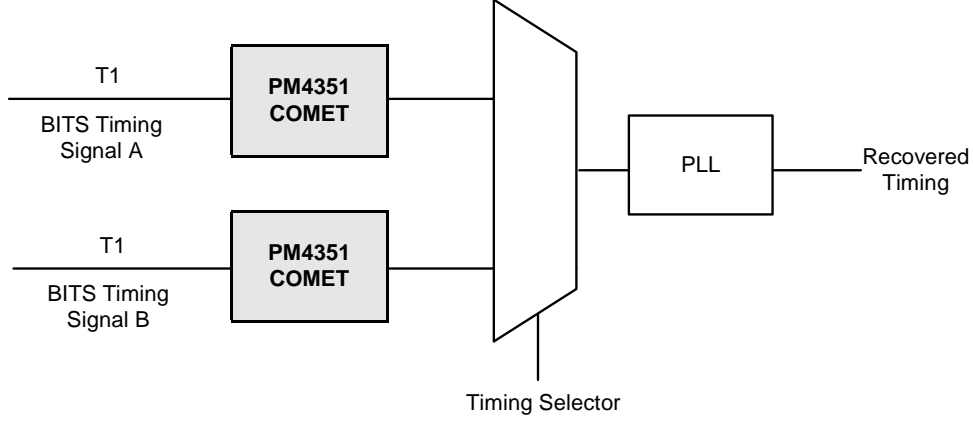 T1
BITS Timing
Signal A
PM4351
COMET
T1
BITS Timing
Signal B
PM4351
COMET
PLL
Recovered
Timing
Timing Selector